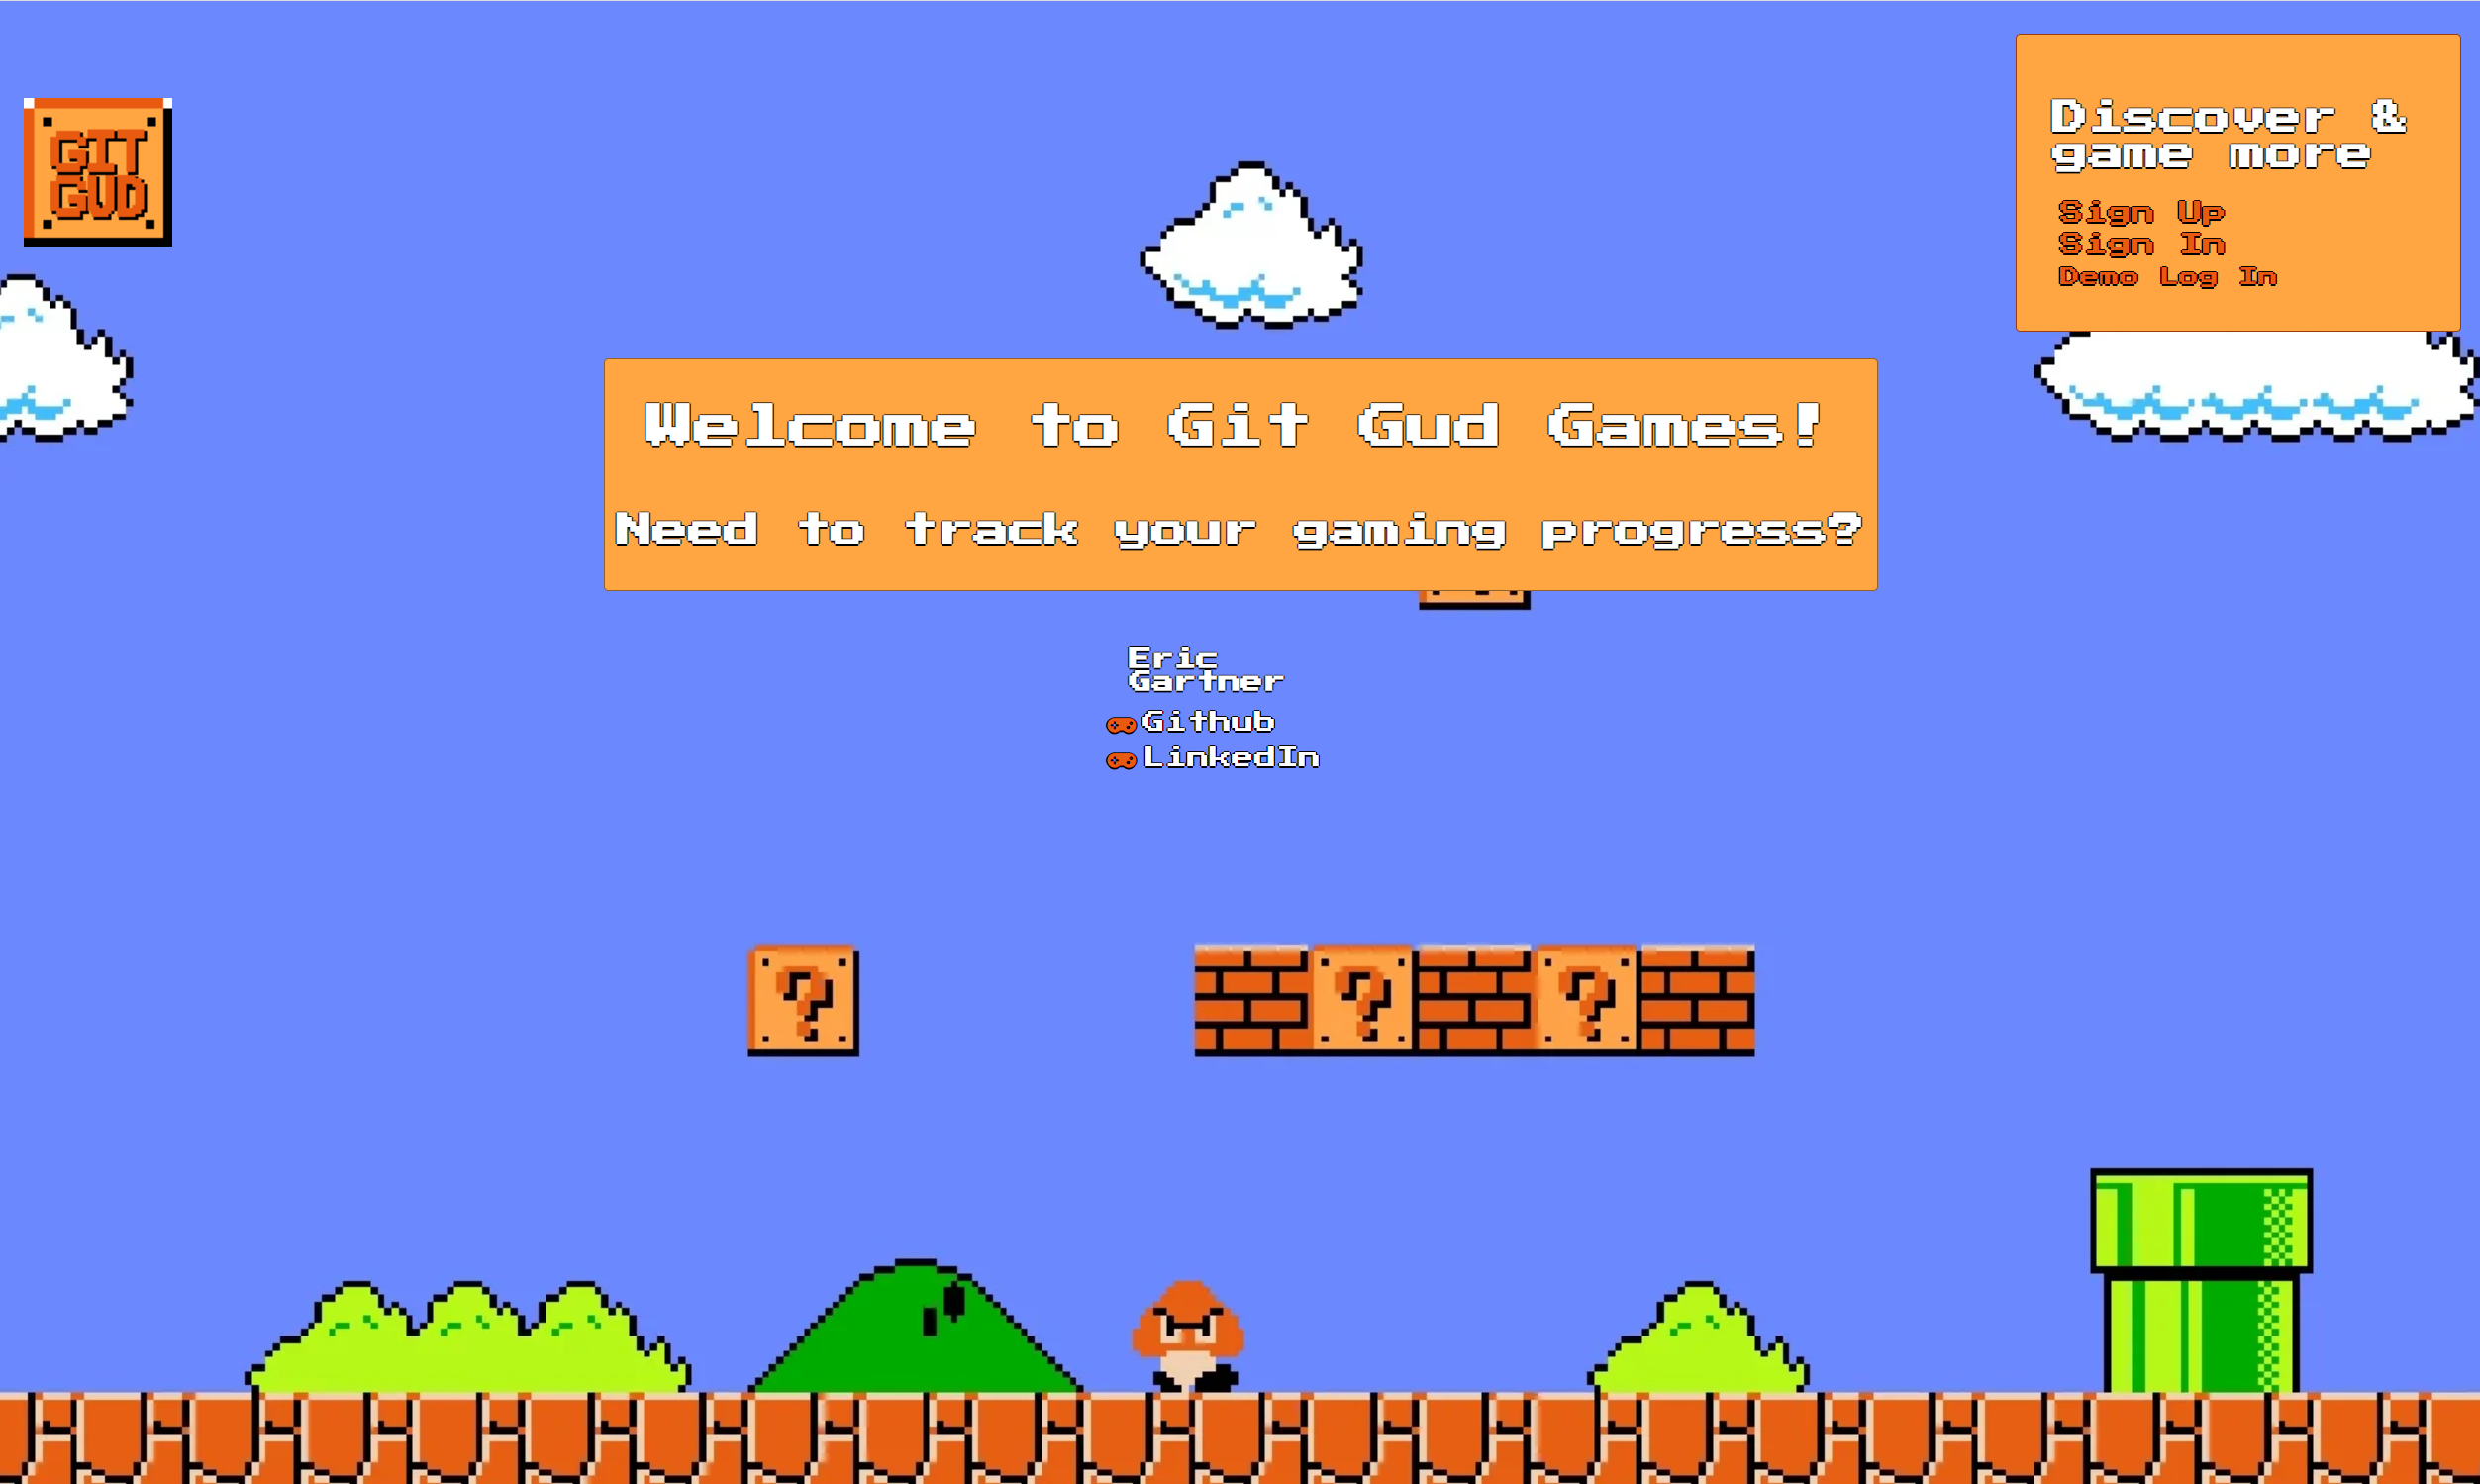 GIT
GUD
Discover &
game more
Sign Up
Sign In
Demo Log In
Welcome to Git Gud Games!
Need to track your gaming progress?
Eric
Gartner
Github
LinkedIn
?
? ?